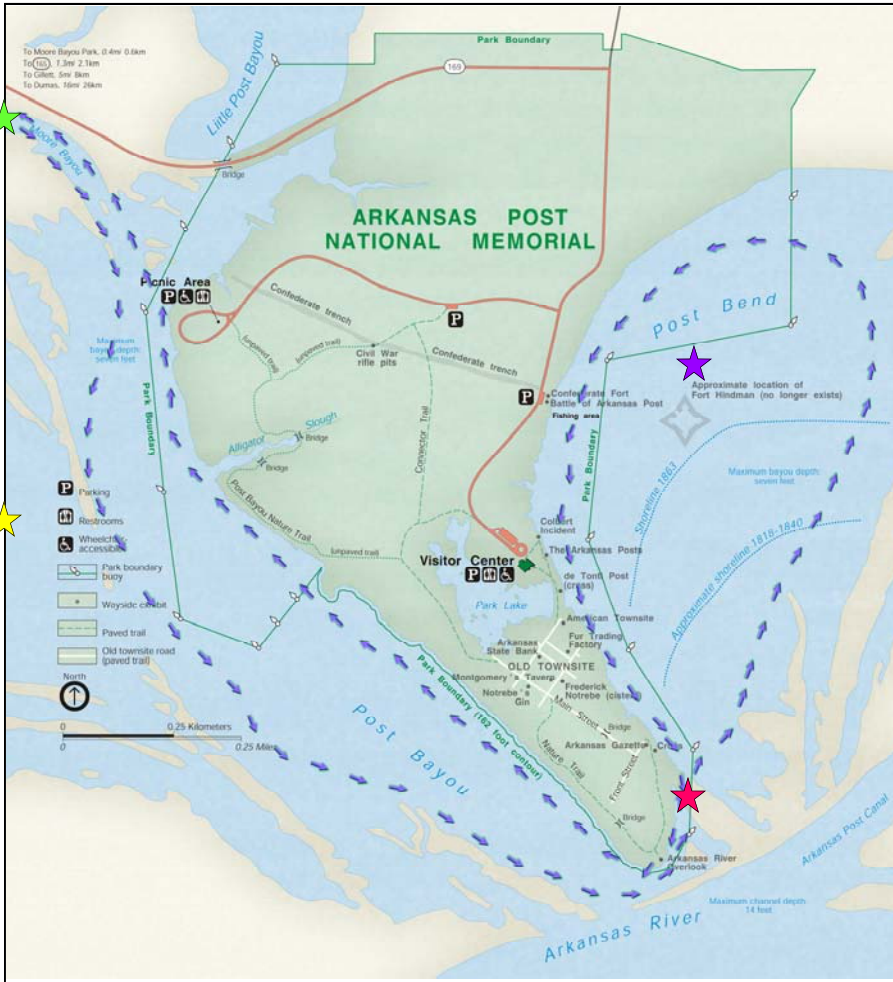 To Moore Bayou Park, 0.4mi 0.6km
To 165, 1.3mi 2.1km
To Gillett, 5mi 8km
To Dumas, 16mi 26km
Park Boundary
169
Little Post Bayou
Moore Bayou
Bridge
ARKANSAS POST
NATIONAL MEMORIAL
Picnic Area
P
Confederate trench
P
(unpaved trail)
(unpaved trail)
Civil War
rifle pits
Confederate trench
Post Bend
Maximum
bayou depth:
seven feet
Park Boundary
P
Confederate Fort
Battle of Arkansas Post
Fishing area
Approximate location of
Fort Hindman (no longer exists)
Alligator Slough
Bridge
Bridge
Connector Trail
Park Boundary
Shoreline 1863
Maximum bayou depth:
seven feet
Approximate shoreline 1818-1840
Post Bayou Nature Trail
(unpaved trail)
P Parking
Restrooms
Wheelchair
accessible
Park boundary
buoy
Wayside exhibit
Paved trail
Old townsite road
(paved trail)
North
0 0.25 Kilometers
0 0.25 Miles
Colbert
Incident
The Arkansas Posts
Visitor Center
P
de Tonti Post
(cross)
Park Lake
American Townsite
Fur Trading
Factory
Arkansas
State Bank
OLD TOWNSITE
Montgomery's Tavern
Notrebe's
Gin
Frederick
Notrebe (cistern)
Main Street
Bridge
Park Boundary (162 foot contour)
Arkansas Gazette
Cross
Nature Trail
Front Street
Post Bayou
Bridge
Arkansas River
Overlook
Arkansas Post Canal
Maximum channel depth:
14 feet
Arkansas River